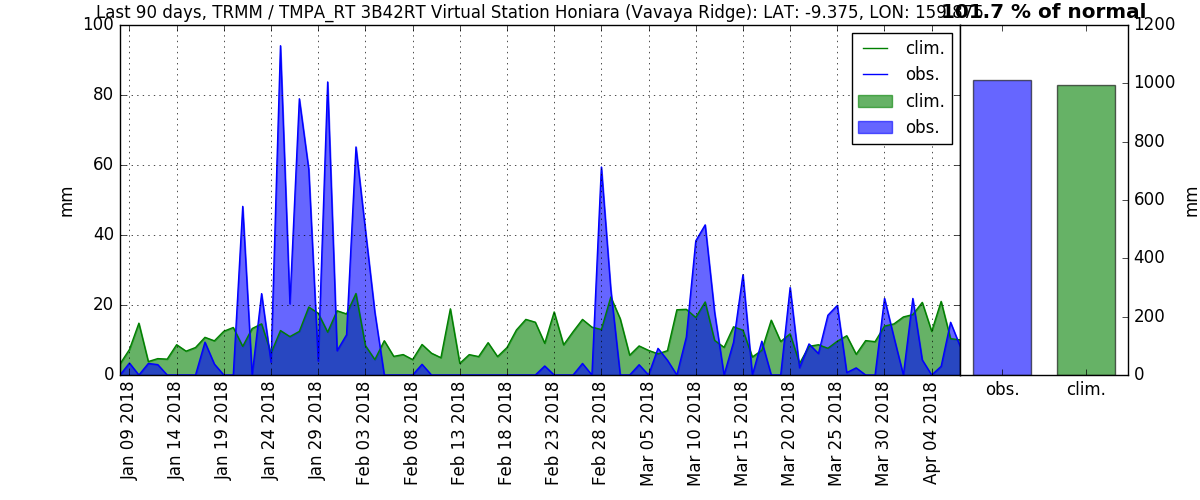 Last 90 days, TRMM / TMPA_RT 3B42RT Virtual Station Honiara (Vavaya Ridge): LAT: -9.375, LON:
101.7 % of normal
100
80
60
40
20
0
mm
clim.
obs.
clim.
obs.
Jan 09 2018
Jan 14 2018
Jan 19 2018
Jan 24 2018
Jan 29 2018
Feb 03 2018
Feb 08 2018
Feb 13 2018
Feb 18 2018
Feb 23 2018
Feb 28 2018
Mar 05 2018
Mar 10 2018
Mar 15 2018
Mar 20 2018
Mar 25 2018
Mar 30 2018
Apr 04 2018
1200
1000
800
600
400
200
0
mm
obs.
clim.